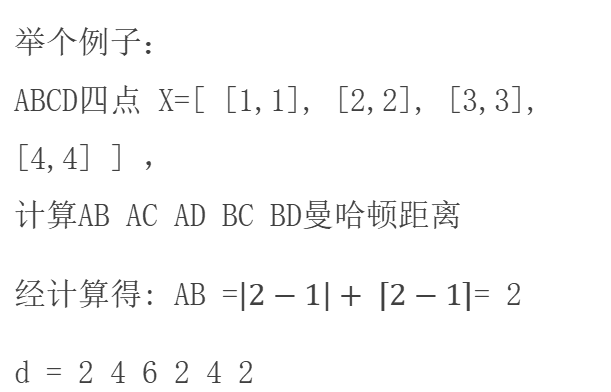 举个例子：
ABCD四点 X=[ [1,1], [2,2], [3,3],
[4,4] ] ，
计算AB AC AD BC BD曼哈顿距离
经计算得: AB =|2 − 1| + ⌈2 − 1⌉= 2
d = 2 4 6 2 4 2